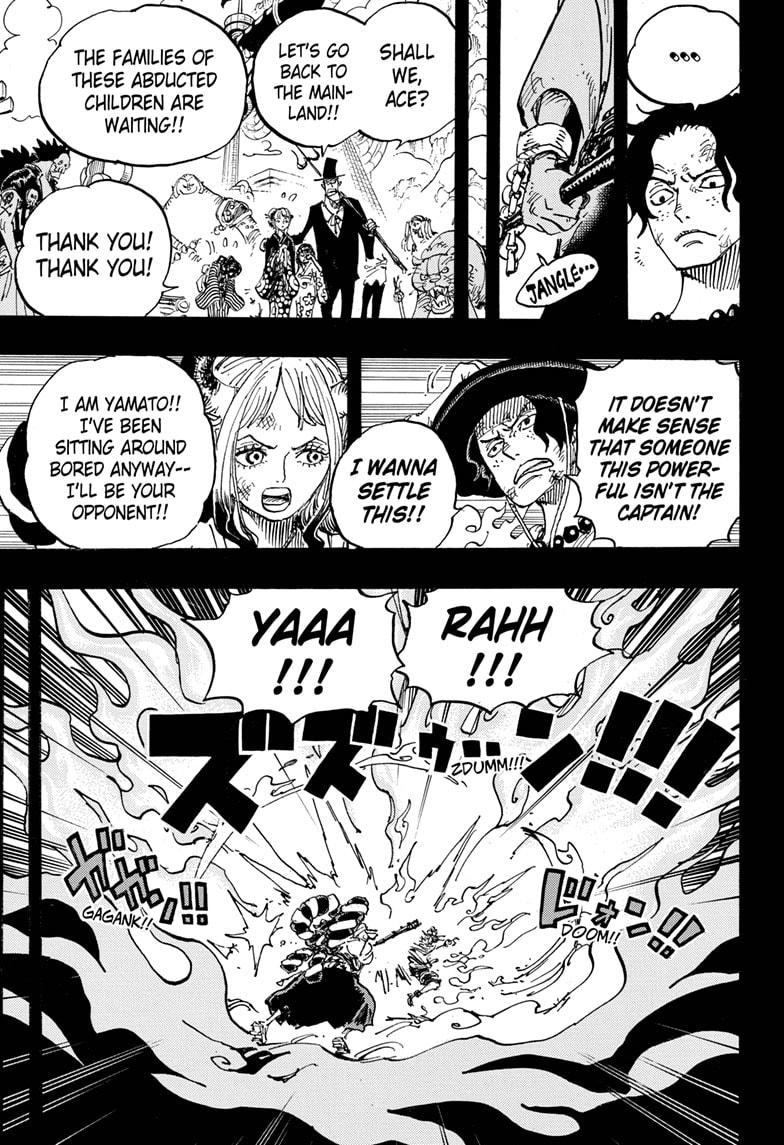 ...
JANGLE...
SHALL
WE,
ACE?
LET'S GO
BACK TO
THE MAIN-
LAND!!
THE FAMILIES OF
THESE ABDUCTED
CHILDREN ARE
WAITING!!
THANK YOU!
THANK YOU!
IT DOESN'T
MAKE SENSE
THAT SOMEONE
THIS POWER-
FUL ISN'T THE
CAPTAIN!
I WANNA
SETTLE
THIS!!
I AM YAMATO!!
I'VE BEEN
SITTING AROUND
BORED ANYWAY--
I'LL BE YOUR
OPPONENT!!
RAHH
!!!
YAAA
!!!
ズズゥン!!!
ZDUMM!!!
ドォン!!
DOOM!!
ガガン!!
GAGANK!!